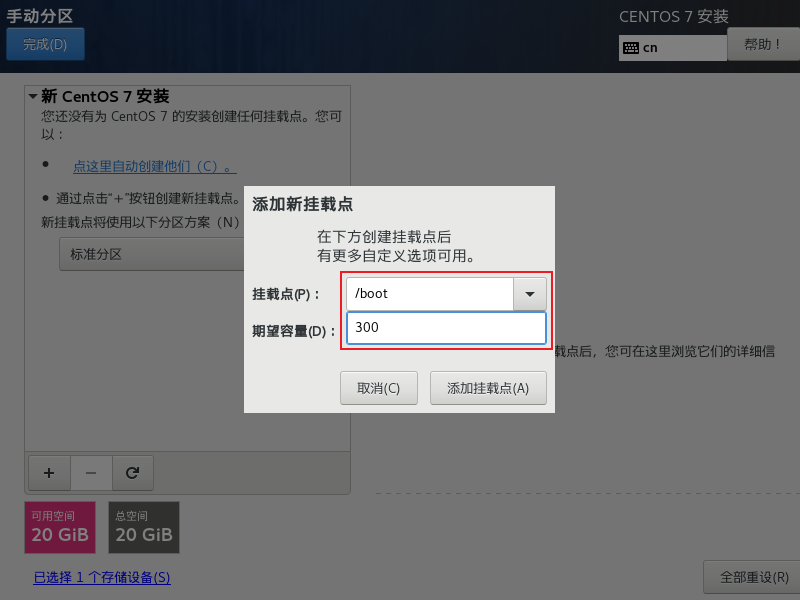 手动分区
CENTOS 7 安装
完成(D)
cn
帮助！
新 CentOS 7 安装
您还没有为 CentOS 7 的安装创建任何挂载点。您可
以：
点这里自动创建他们（C）。
通过点击“+”按钮创建新挂载点。
新挂载点将使用以下分区方案（N）
标准分区
添加新挂载点
在下方创建挂载点后
有更多自定义选项可用。
挂载点(P)：
/boot
期望容量(D)：
300
取消(C)
添加挂载点(A)
载点后，您可在这里浏览它们的详细信
可用空间
20 GiB
总空间
20 GiB
已选择 1 个存储设备(S)
全部重设(R)